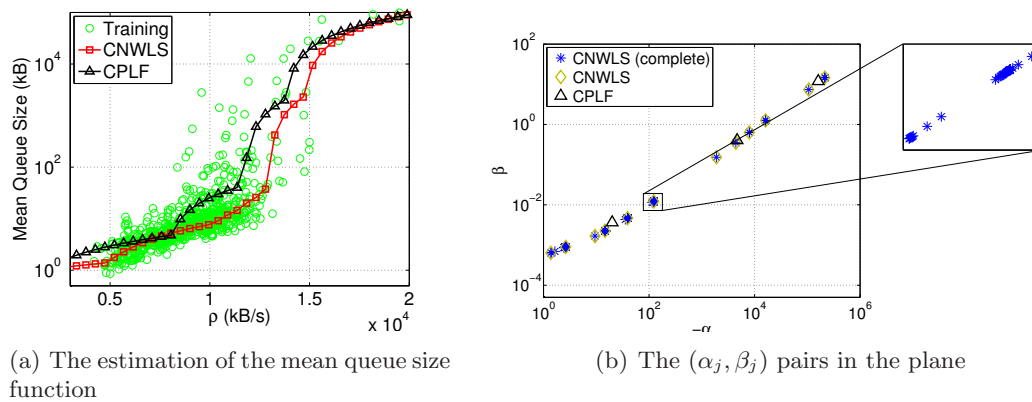 Training
CNWLS
CPLF
Mean Queue Size (kB)
10^4
10^2
10^0
0.5
1
1.5
2
x 10^4
ρ (kB/s)
(a) The estimation of the mean queue size
function
CNWLS (complete)
CNWLS
CPLF
β
10^2
10^0
10^-2
10^-4
10^0
10^2
10^4
10^6
−α
(b) The (α_j, β_j) pairs in the plane